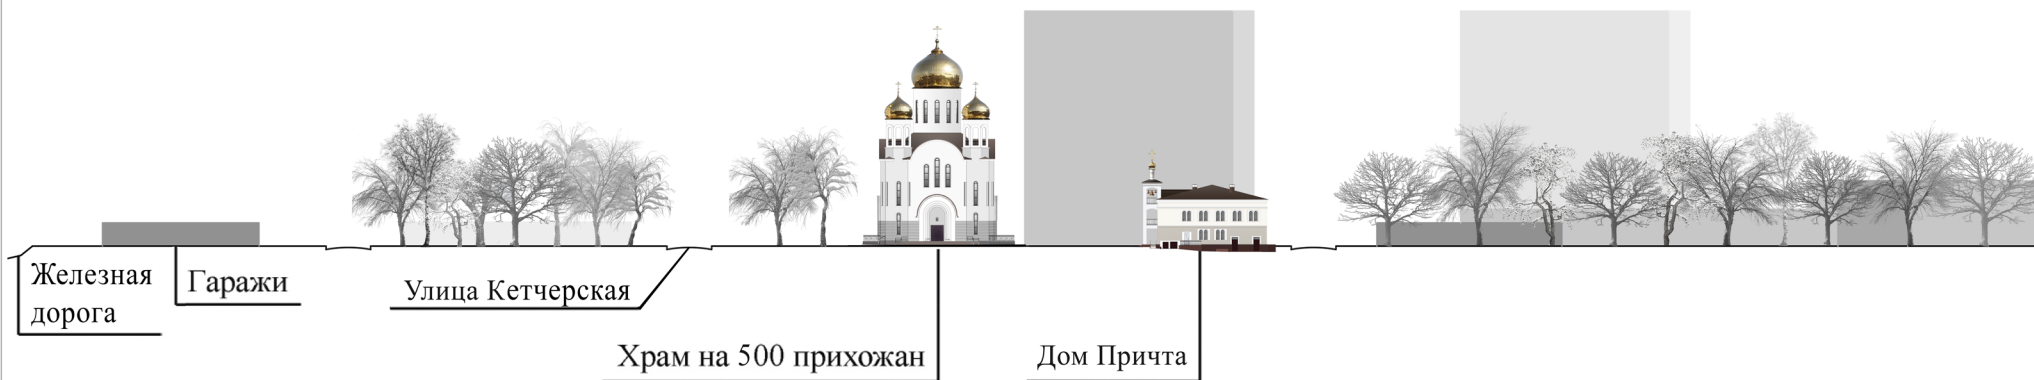 Железная
дорога
Гаражи
Улица Кетчерская
Храм на 500 прихожан
Дом Причта